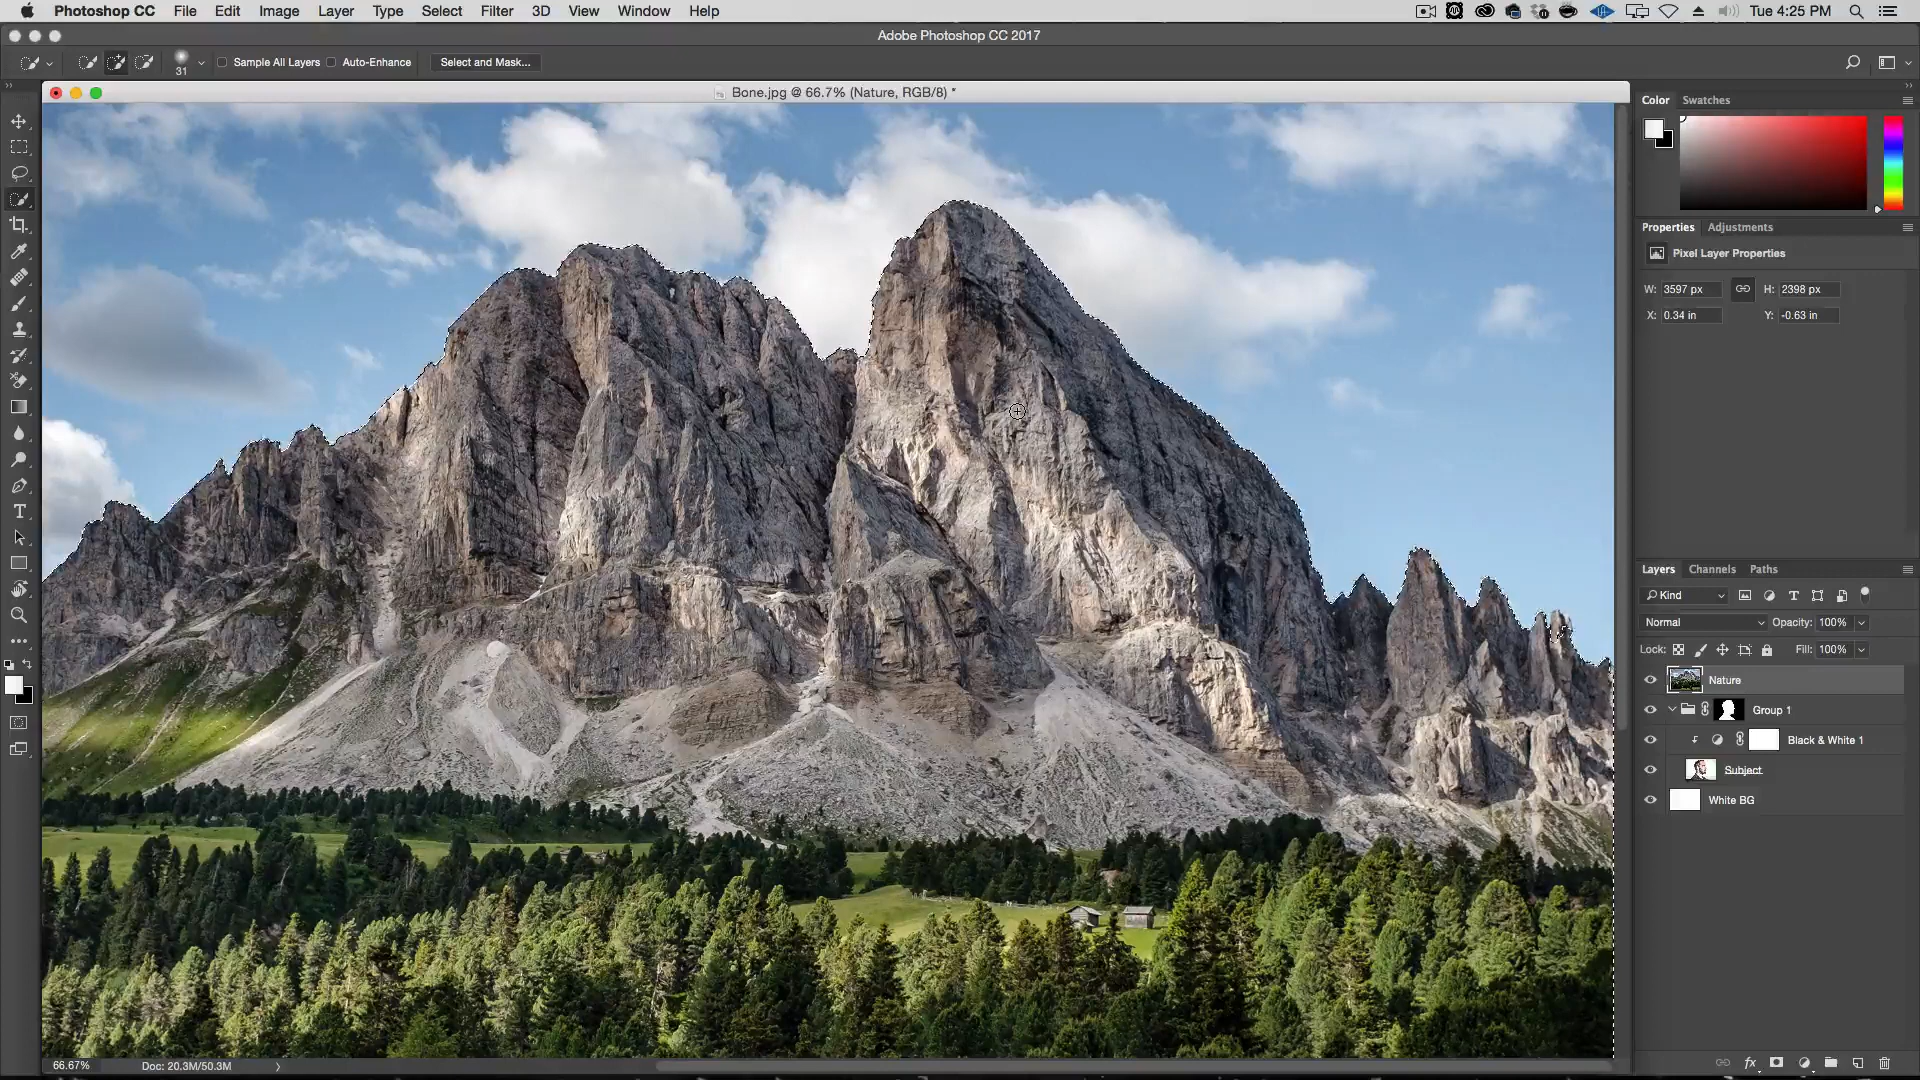 Photoshop CC File Edit Image Layer Type Select Filter 3D View Window Help Tue 4:25 PM
Adobe Photoshop CC 2017
31 Sample All Layers Auto-Enhance Select and Mask...
Bone.jpg @ 66.7% (Nature, RGB/8) *
Color Swatches
Properties Adjustments
Pixel Layer Properties
W: 3597 px H: 2398 px
X: 0.34 in Y: -0.63 in
Layers Channels Paths
Kind
Normal Opacity: 100%
Lock: Fill: 100%
Nature
Group 1
Black & White 1
Subject
White BG
66.67% Doc: 20.3M/50.3M